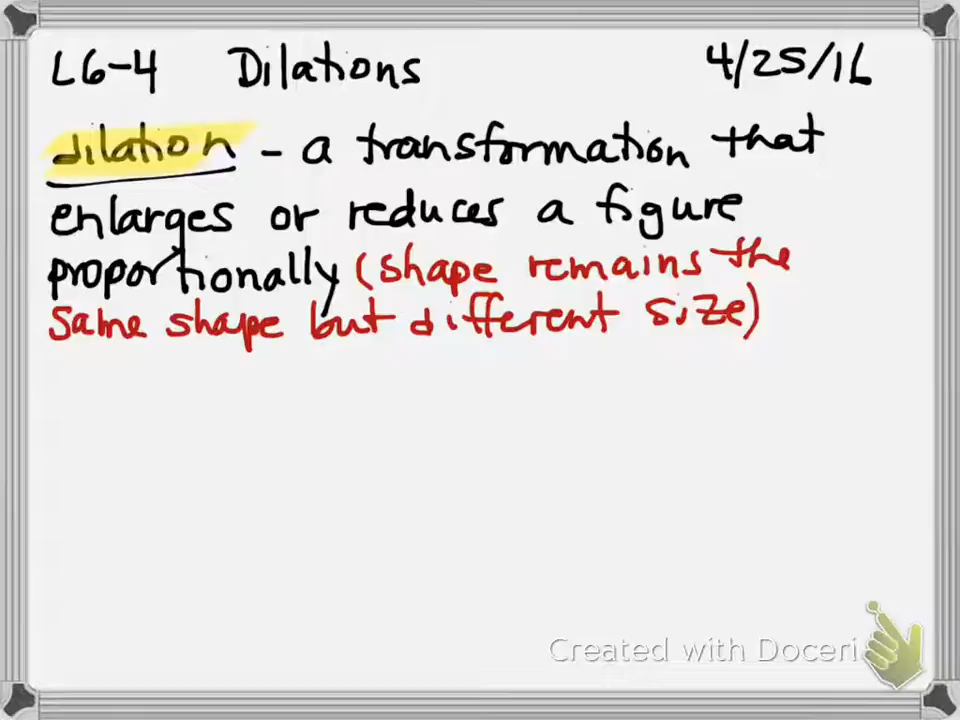 L6-4 Dilations 4/25/16
dilation - a transformation that
enlarges or reduces a figure
proportionally (shape remains the
same shape but different size)
Created with Doceri